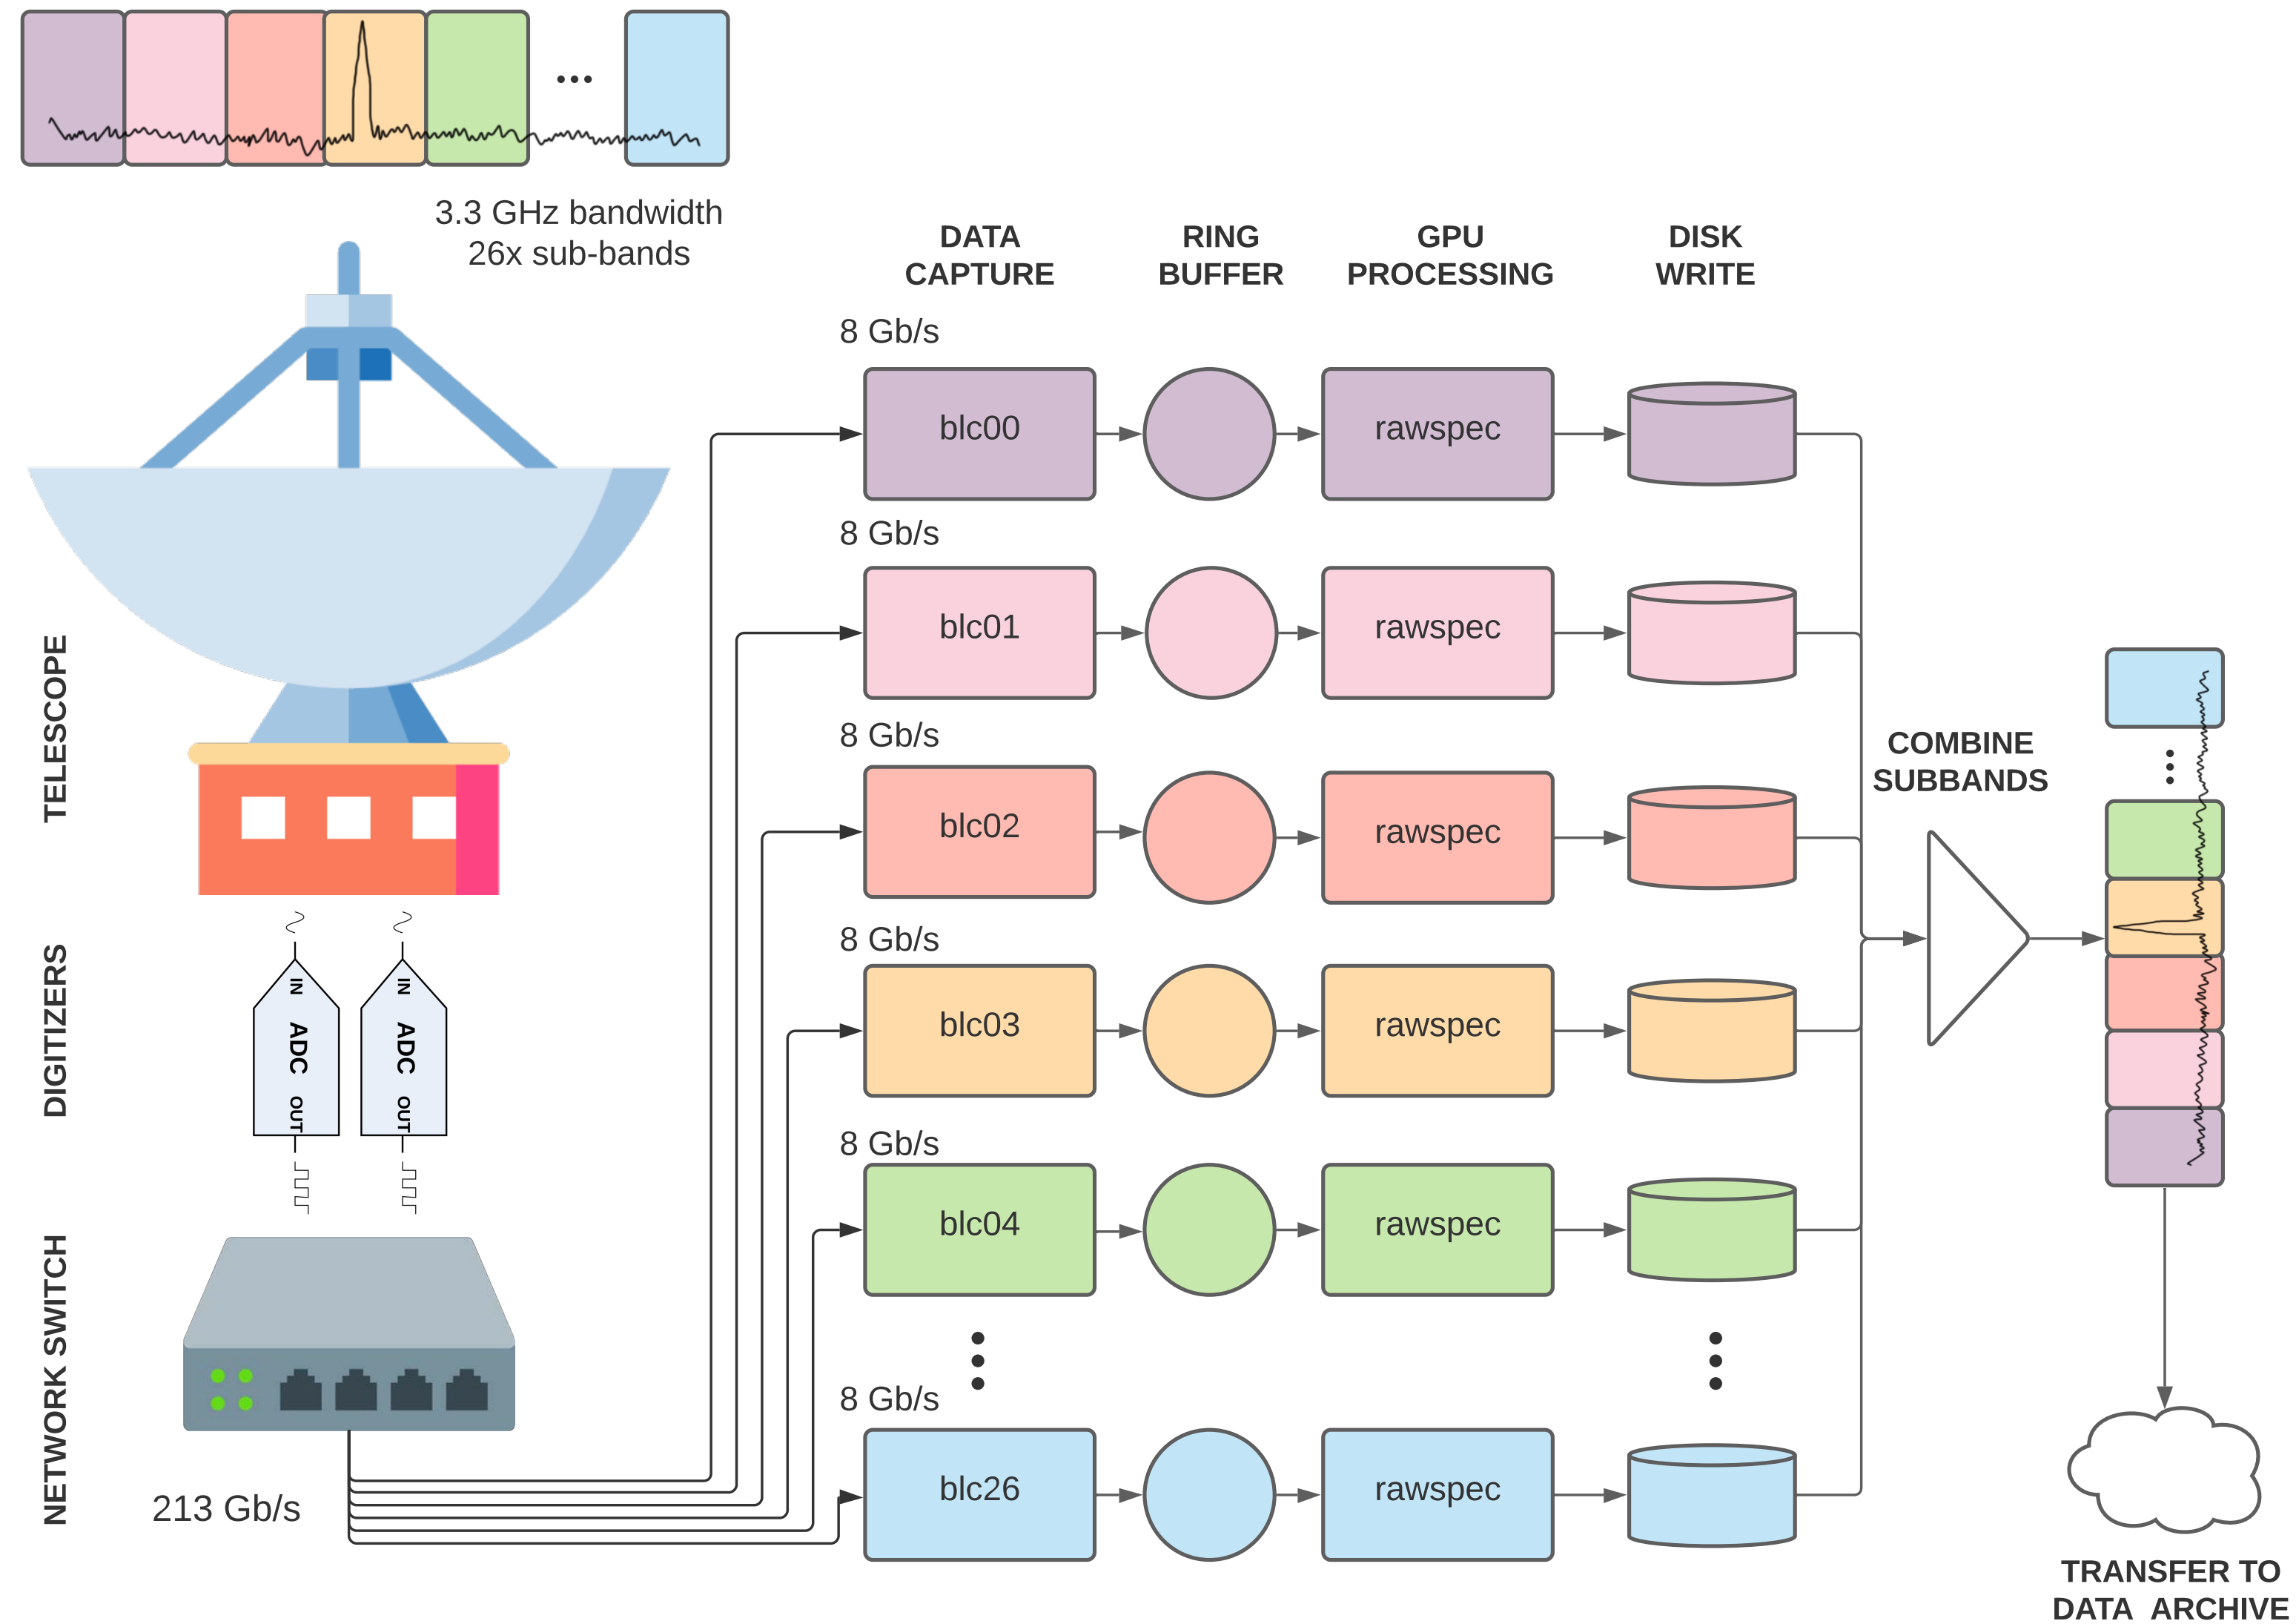 3.3 GHz bandwidth
26x sub-bands
DATA
CAPTURE
RING
BUFFER
GPU
PROCESSING
DISK
WRITE
8 Gb/s
blc00
rawspec
8 Gb/s
blc01
rawspec
8 Gb/s
blc02
rawspec
8 Gb/s
blc03
rawspec
8 Gb/s
blc04
rawspec
8 Gb/s
blc26
rawspec
TELESCOPE
DIGITIZERS
IN ADC OUT
IN ADC OUT
NETWORK SWITCH
213 Gb/s
COMBINE
SUBBANDS
TRANSFER TO
DATA ARCHIVE